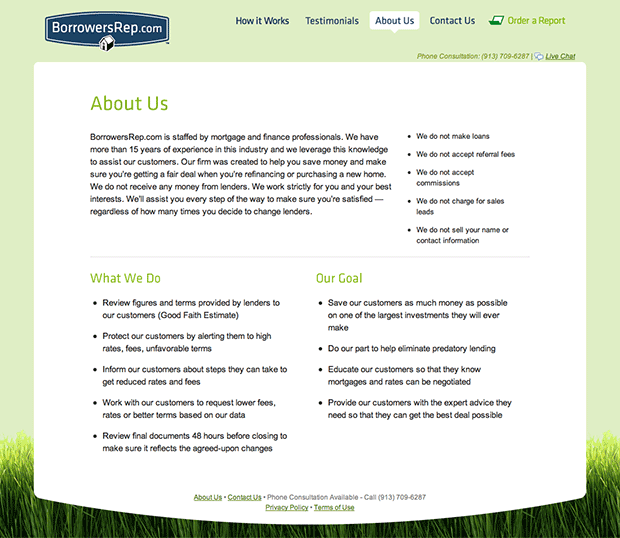 BorrowersRep.com
How it Works Testimonials About Us Contact Us Order a Report
Phone Consultation: (913) 709-6287 | Live Chat
About Us
BorrowersRep.com is staffed by mortgage and finance professionals. We have
more than 15 years of experience in this industry and we leverage this knowledge
to assist our customers. Our firm was created to help you save money and make
sure you're getting a fair deal when you're refinancing or purchasing a new home.
We do not receive any money from lenders. We work strictly for you and your best
interests. We'll assist you every step of the way to make sure you're satisfied —
regardless of how many times you decide to change lenders.
• We do not make loans
• We do not accept referral fees
• We do not accept
commissions
• We do not charge for sales
leads
• We do not sell your name or
contact information
What We Do
• Review figures and terms provided by lenders to
our customers (Good Faith Estimate)
• Protect our customers by alerting them to high
rates, fees, unfavorable terms
• Inform our customers about steps they can take to
get reduced rates and fees
• Work with our customers to request lower fees,
rates or better terms based on our data
• Review final documents 48 hours before closing to
make sure it reflects the agreed-upon changes
Our Goal
• Save our customers as much money as possible
on one of the largest investments they will ever
make
• Do our part to help eliminate predatory lending
• Educate our customers so that they know
mortgages and rates can be negotiated
• Provide our customers with the expert advice they
need so that they can get the best deal possible
About Us • Contact Us • Phone Consultation Available - Call (913) 709-6287
Privacy Policy • Terms of Use